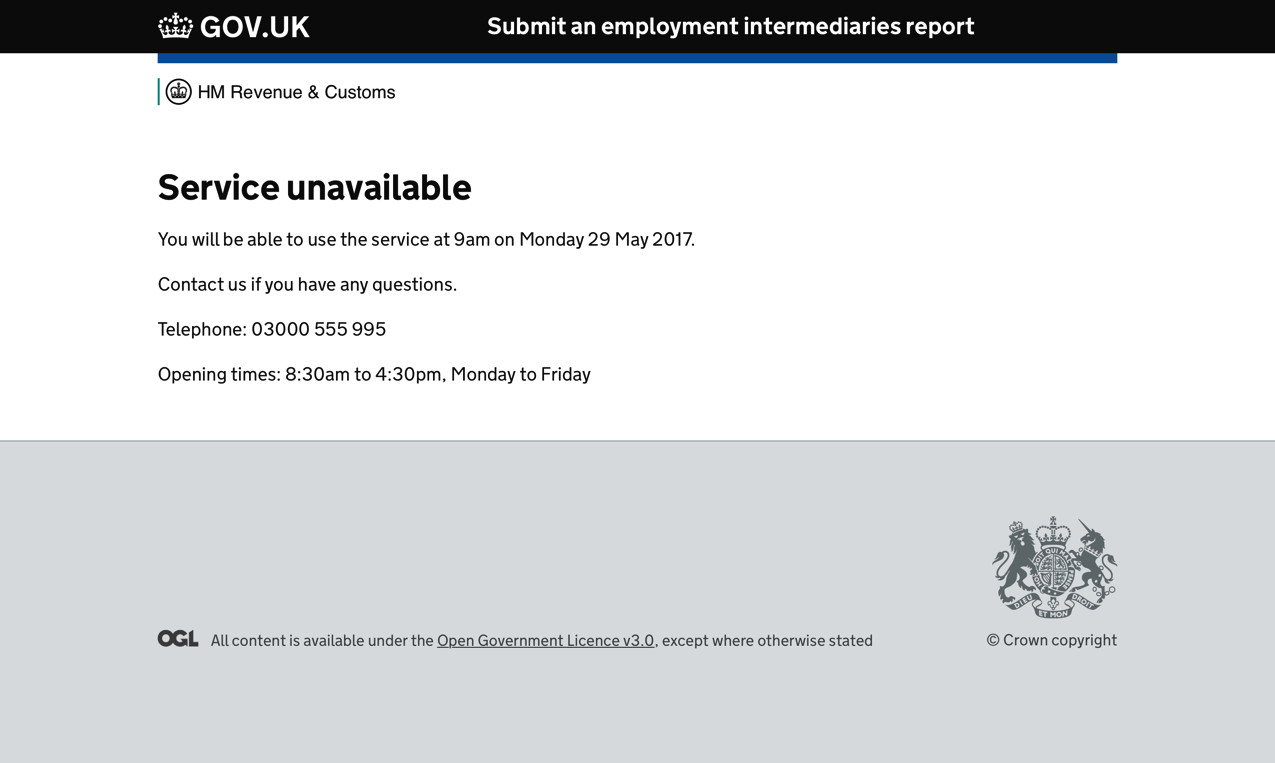 GOV.UK
Submit an employment intermediaries report
HM Revenue & Customs
Service unavailable
You will be able to use the service at 9am on Monday 29 May 2017.
Contact us if you have any questions.
Telephone: 03000 555 995
Opening times: 8:30am to 4:30pm, Monday to Friday
DIEU ET MON DROIT
OGL All content is available under the Open Government Licence v3.0, except where otherwise stated
© Crown copyright